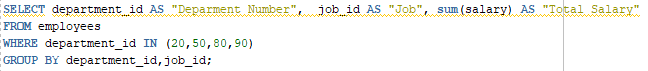 SELECT department_id AS "Deparment Number",  job_id AS "Job", sum(salary) AS "Total Salary"
FROM employees
WHERE department_id IN (20,50,80,90)
GROUP BY department_id,job_id;